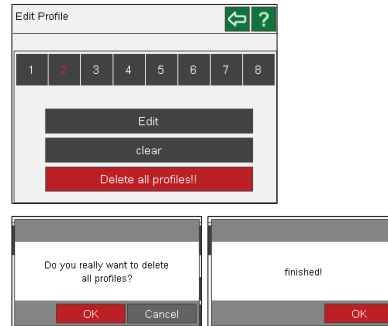 Edit Profile ?
1 2 3 4 5 6 7 8
Edit
clear
Delete all profiles!!
Do you really want to delete
all profiles?
OK Cancel
finished!
OK